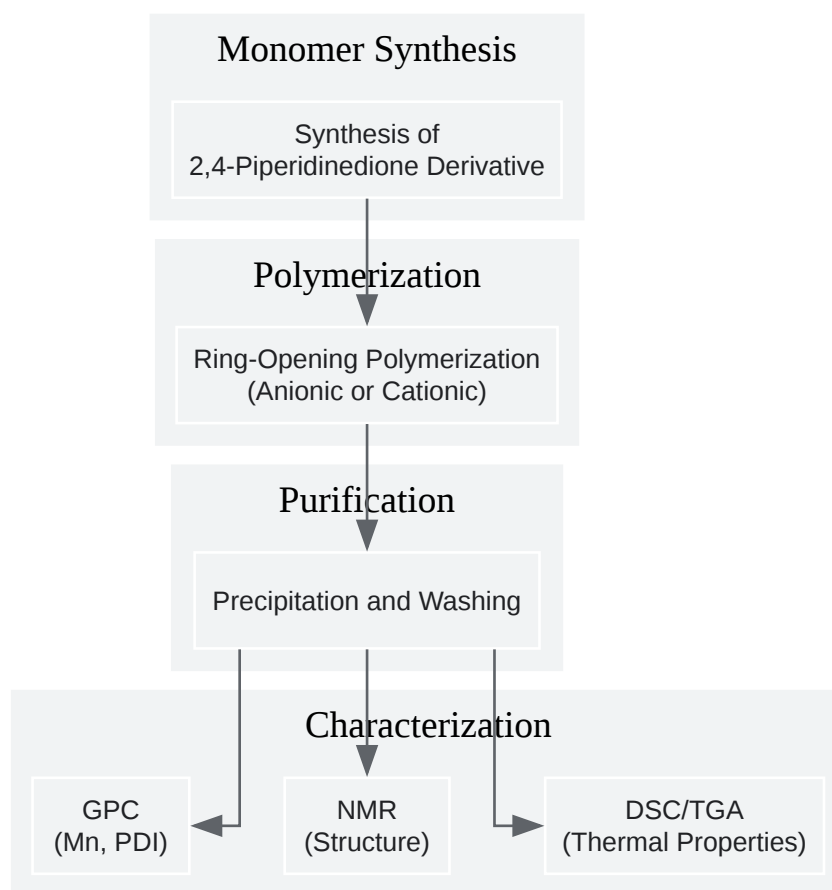 Monomer Synthesis
Synthesis of
2,4-Piperidinedione Derivative
Polymerization
Ring-Opening Polymerization
(Anionic or Cationic)
Purification
Precipitation and Washing
Characterization
GPC
(Mn, PDI)
NMR
(Structure)
DSC/TGA
(Thermal Properties)